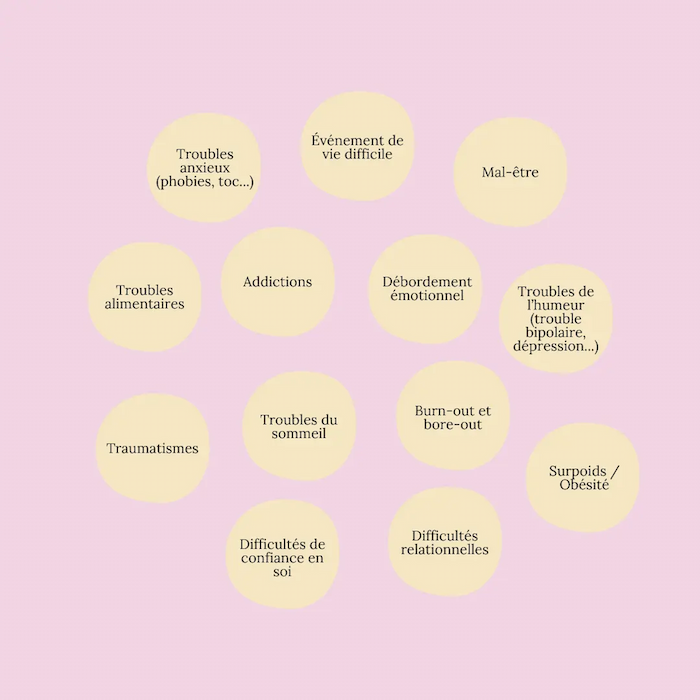 Troubles
anxieux
(phobies, toc...)
Événement de
vie difficile
Mal-être
Troubles
alimentaires
Addictions
Débordement
émotionnel
Troubles de
l'humeur
(trouble
bipolaire,
dépression...)
Traumatismes
Troubles du
sommeil
Burn-out et
bore-out
Surpoids /
Obésité
Difficultés de
confiance en
soi
Difficultés
relationnelles